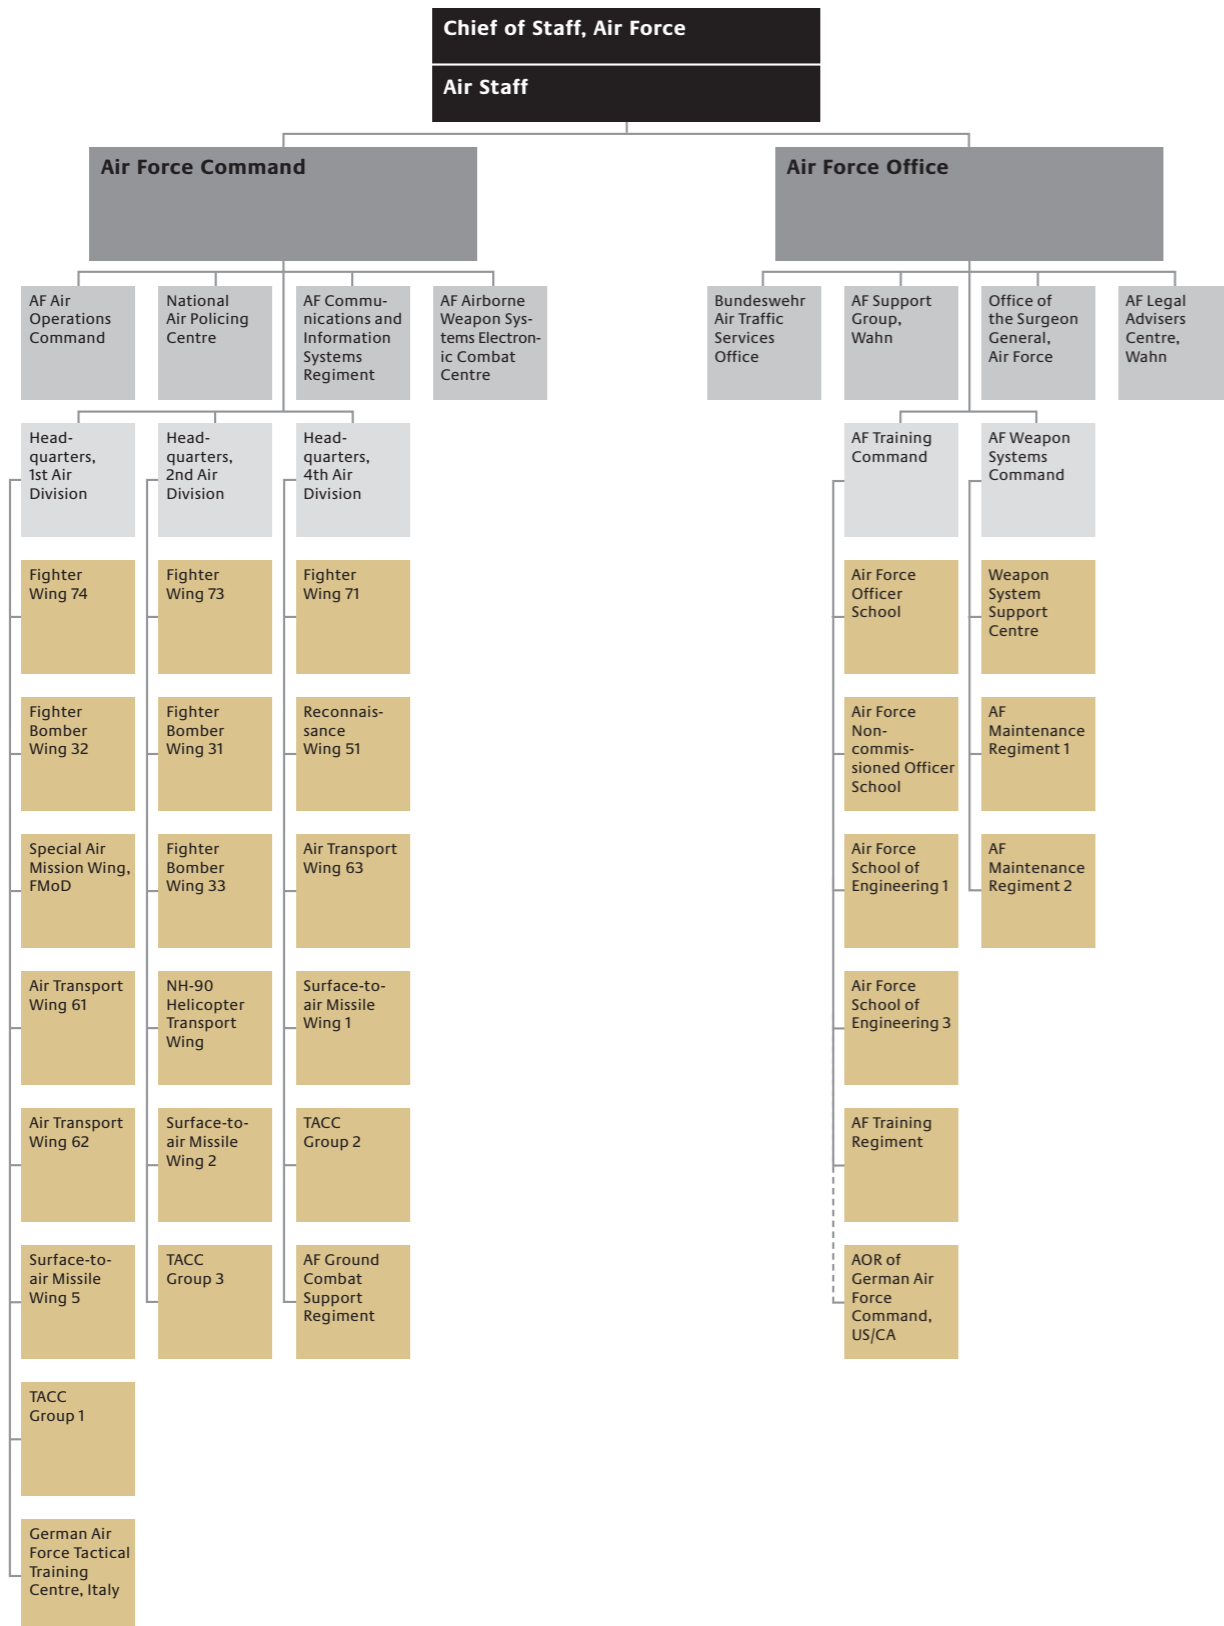 Chief of Staff, Air Force
Air Staff
Air Force Command
Air Force Office
AF Air
Operations
Command
National
Air Policing
Centre
AF Commu-
nications and
Information
Systems
Regiment
AF Airborne
Weapon Sys-
tems Electron-
ic Combat
Centre
Bundeswehr
Air Traffic
Services
Office
AF Support
Group,
Wahn
Office of
the Surgeon
General,
Air Force
AF Legal
Advisers
Centre,
Wahn
Head-
quarters,
1st Air
Division
Head-
quarters,
2nd Air
Division
Head-
quarters,
4th Air
Division
AF Training
Command
AF Weapon
Systems
Command
Fighter
Wing 74
Fighter
Wing 73
Fighter
Wing 71
Air Force
Officer
School
Weapon
System
Support
Centre
Fighter
Bomber
Wing 32
Fighter
Bomber
Wing 31
Reconnais-
sance
Wing 51
Air Force
Non-
commis-
sioned Officer
School
AF
Maintenance
Regiment 1
Special Air
Mission Wing,
FMoD
Fighter
Bomber
Wing 33
Air Transport
Wing 63
Air Force
School of
Engineering 1
AF
Maintenance
Regiment 2
Air Transport
Wing 61
NH-90
Helicopter
Transport
Wing
Surface-to-
air Missile
Wing 1
Air Force
School of
Engineering 3
Air Transport
Wing 62
Surface-to-
air Missile
Wing 2
TACC
Group 2
AF Training
Regiment
Surface-to-
air Missile
Wing 5
TACC
Group 3
AF Ground
Combat
Support
Regiment
AOR of
German Air
Force
Command,
US/CA
TACC
Group 1
German Air
Force Tactical
Training
Centre, Italy